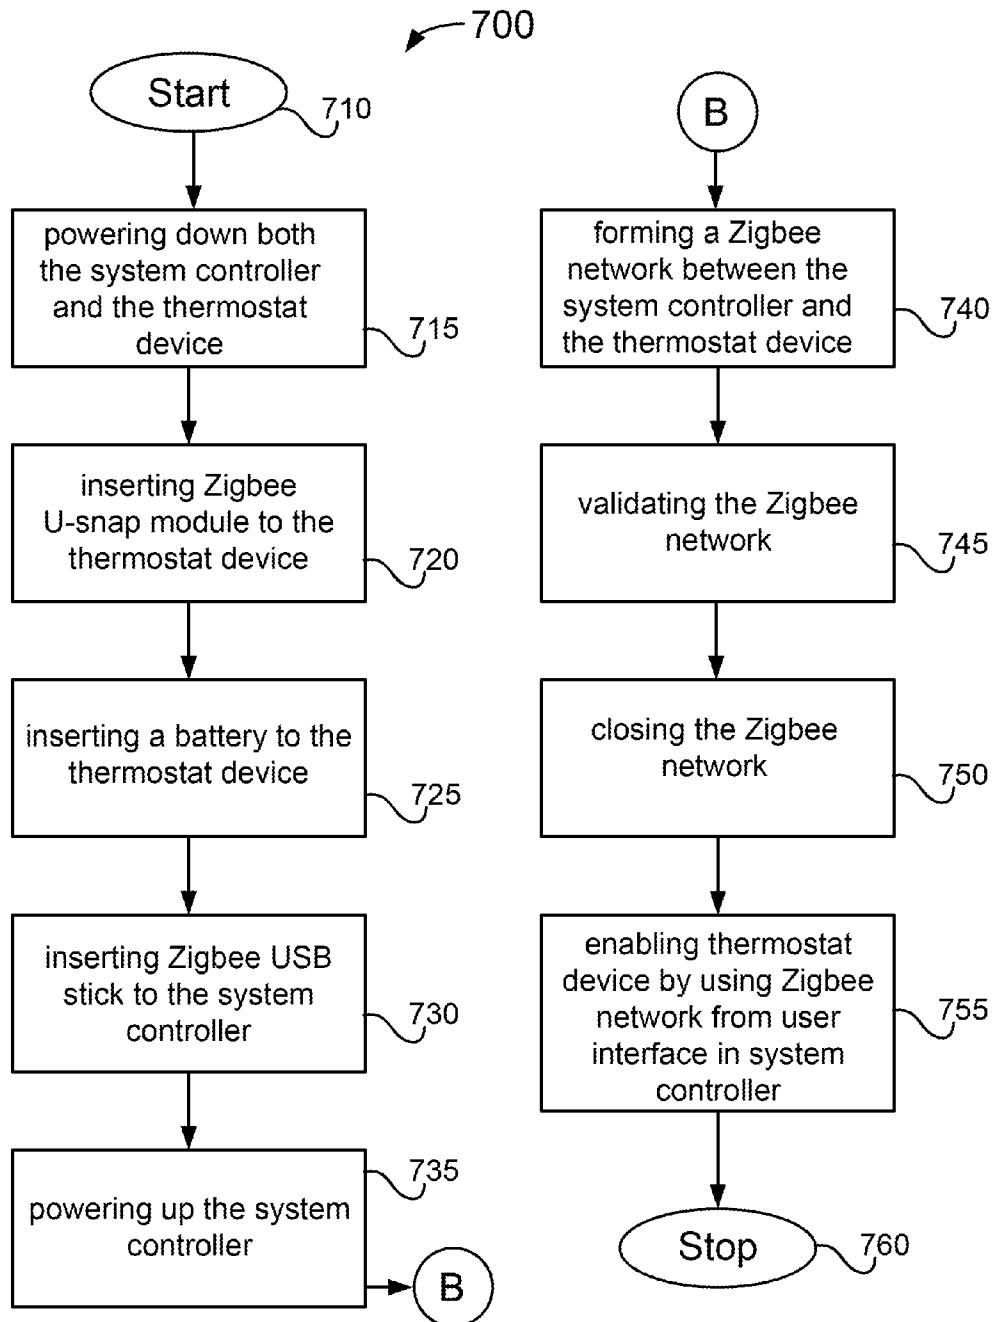 700
Start
710
powering down both
the system controller
and the thermostat
device
715
inserting Zigbee
U-snap module to the
thermostat device
720
inserting a battery to the
thermostat device
725
inserting Zigbee USB
stick to the system
controller
730
powering up the system
controller
735
B
B
forming a Zigbee
network between the
system controller and
the thermostat device
740
validating the Zigbee
network
745
closing the Zigbee
network
750
enabling thermostat
device by using Zigbee
network from user
interface in system
controller
755
Stop
760